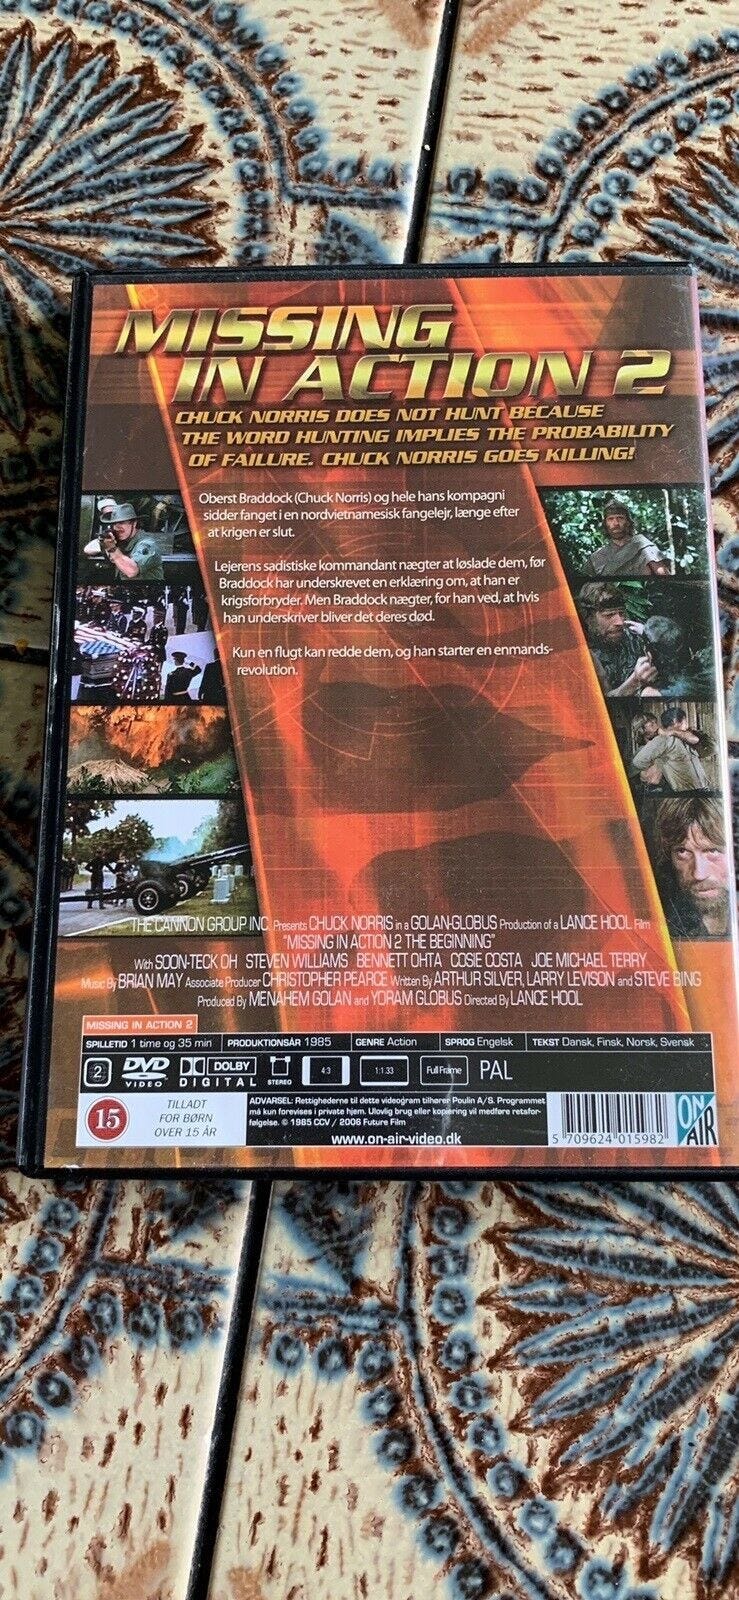 MISSING
IN ACTION 2
CHUCK NORRIS DOES NOT HUNT BECAUSE
THE WORD HUNTING IMPLIES THE PROBABILITY
OF FAILURE. CHUCK NORRIS GOES KILLING!
Oberst Braddock (Chuck Norris) og hele hans kompagni
sidder fanget i en nordvietnamesisk fangelejr, længe efter
at krigen er slut.
Lejerens sadistiske kommandant nægter at løslade dem, før
Braddock har underskrevet en erklæring om, at han er
krigsforbryder. Men Braddock nægter, for han ved, at hvis
han underskriver bliver det deres død.
Kun en flugt kan redde dem, og han starter en enmands-
revolution.
THE CANNON GROUP INC. Presents CHUCK NORRIS in a GOLAN-GLOBUS Production of a LANCE HOOL Film
"MISSING IN ACTION 2 THE BEGINNING"
With SOON-TECK OH STEVEN WILLIAMS BENNETT OHTA COSIE COSTA JOE MICHAEL TERRY
Music By BRIAN MAY Associate Producer CHRISTOPHER PEARCE Written By ARTHUR SILVER, LARRY LEVISON and STEVE BING
Produced By MENAHEM GOLAN and YORAM GLOBUS Directed By LANCE HOOL
MISSING IN ACTION 2
SPILLETID 1 time og 35 min PRODUKTIONSÅR 1985 GENRE Action SPROG Engelsk TEKST Dansk, Finsk, Norsk, Svensk
2 DVD VIDEO DOLBY DIGITAL STEREO 4:3 1:1.33 Full Frame PAL
15 TILLADT
FOR BØRN
OVER 15 ÅR
ADVARSEL: Rettighederne til dette videogram tilhører Poulin A/S. Programmet
må kun forevises i private hjem. Ulovlig brug eller kopiering vil medføre retsfor-
følgelse. © 1985 CCV / 2006 Future Film
www.on-air-video.dk
5 709624 015982
ON AIR